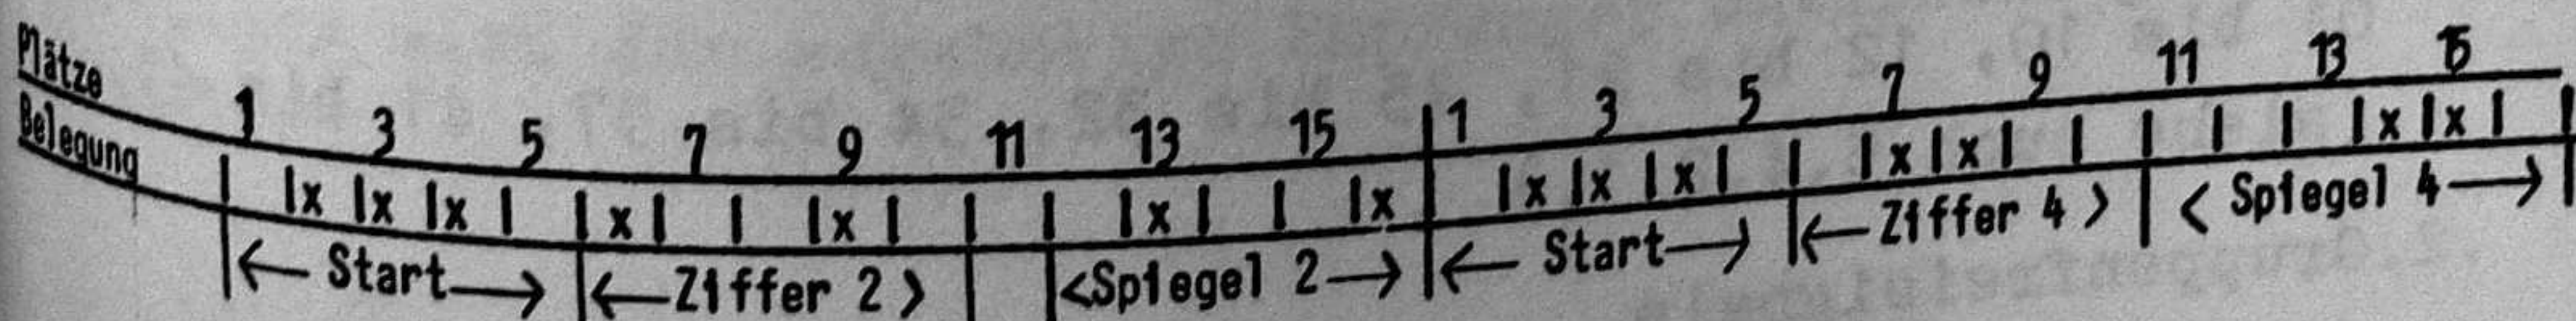 Plätze 1 3 5 7 9 11 13 15 1 3 5 7 9 11 13 15
Belegung | |x |x |x | |x| | |x| | | |x| | |x | |x |x |x| | |x|x| | | | | |x|x| |
<— Start —> <— Ziffer 2 > <Spiegel 2 —> <— Start —> <— Ziffer 4 > < Spiegel 4 —>